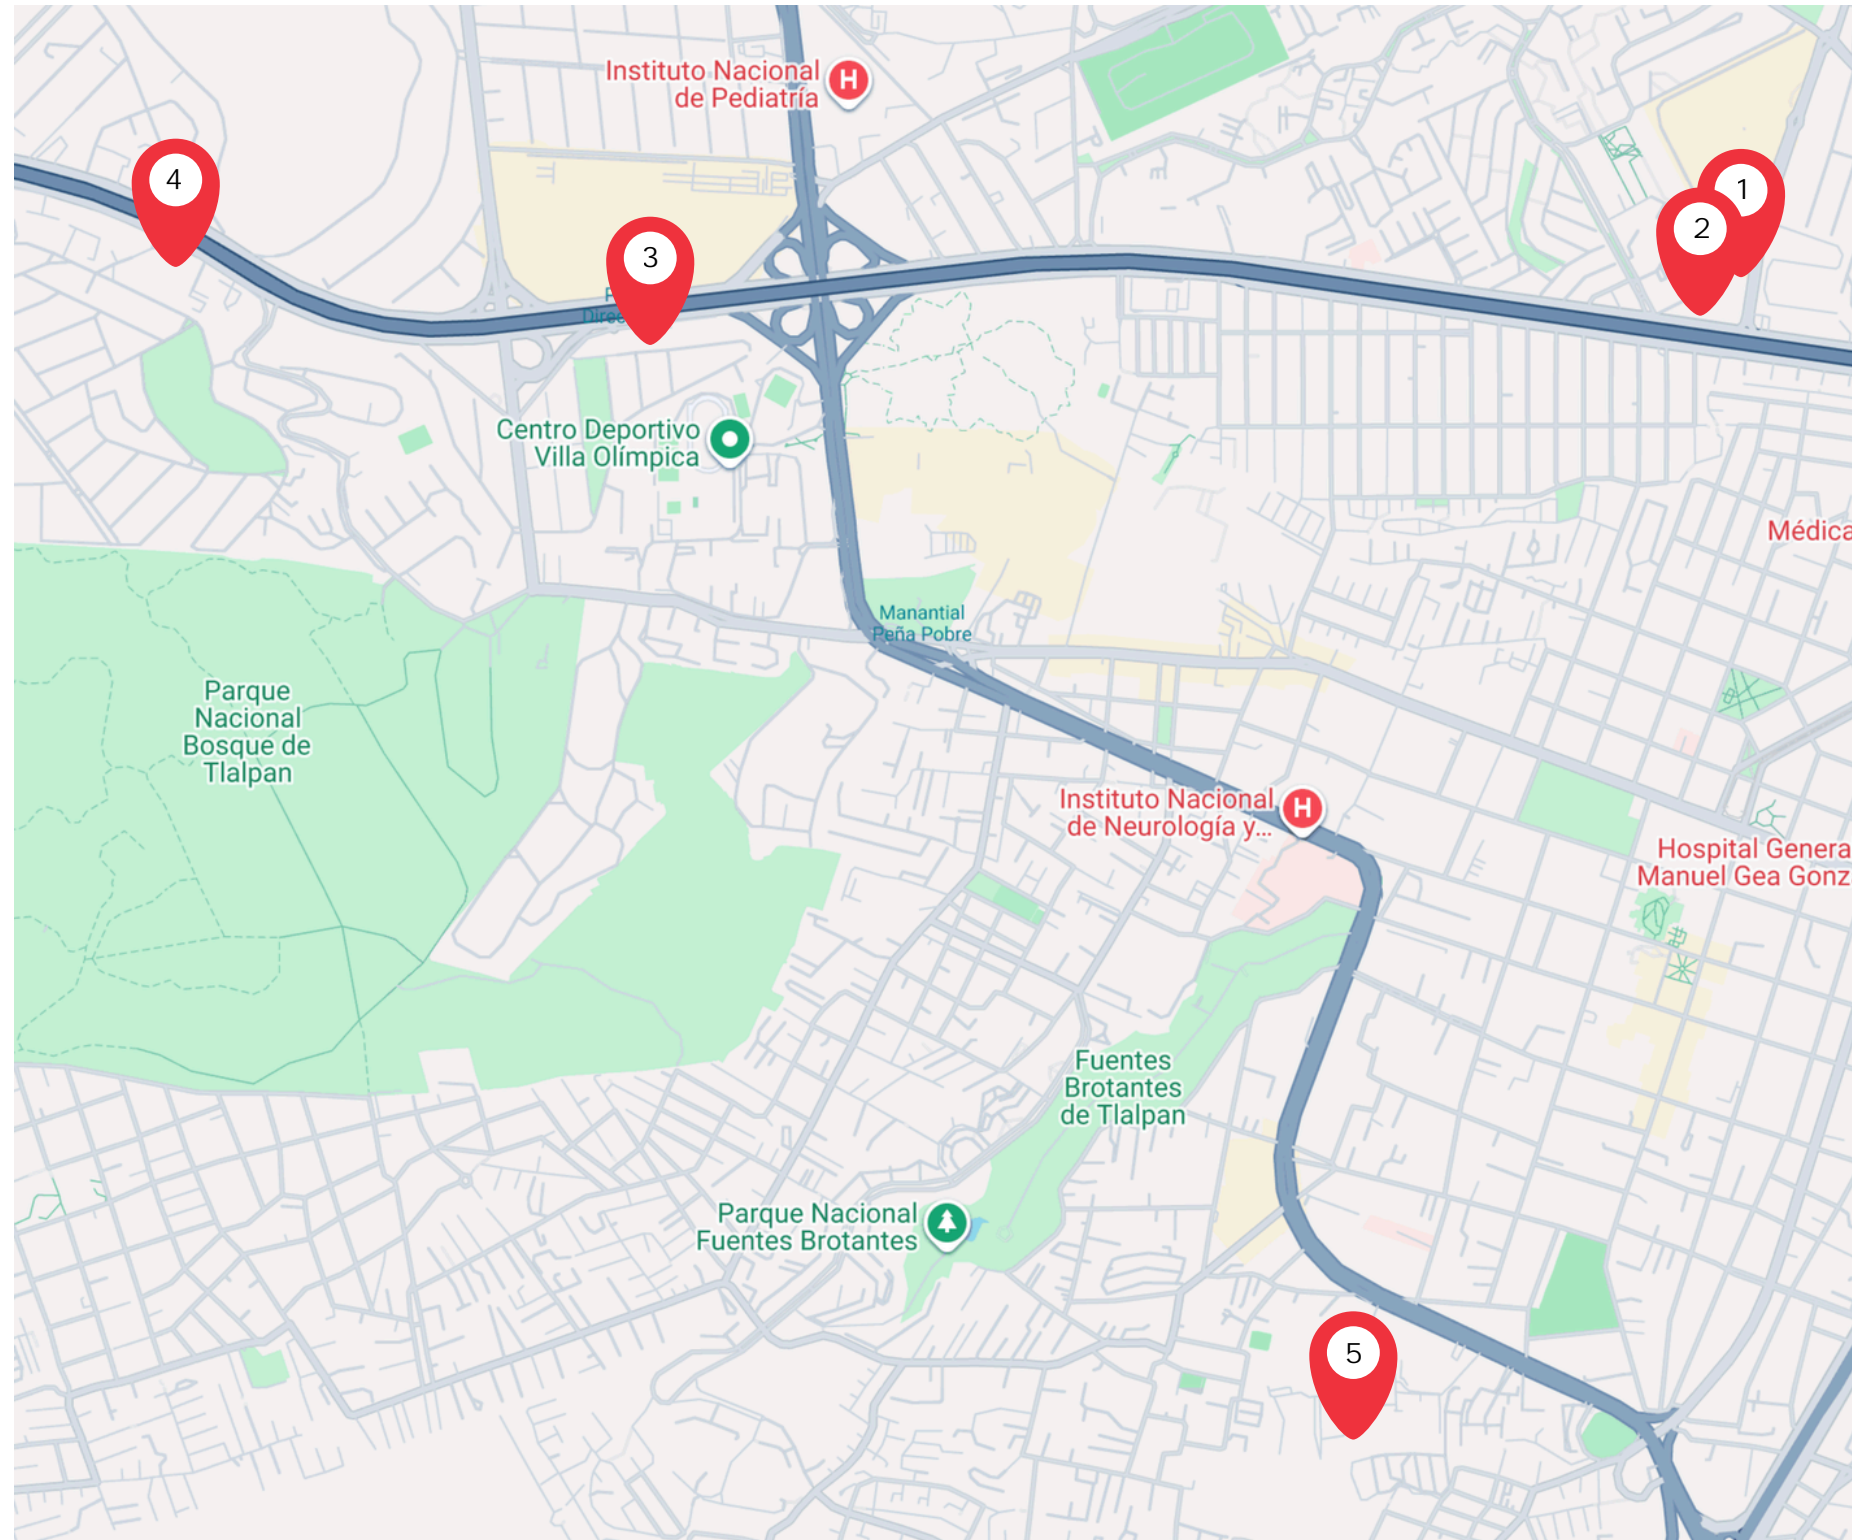 Instituto Nacional
de Pediatría
H
4
1
2
3
Centro Deportivo
Villa Olímpica
Médica
Manantial
Peña Pobre
Parque
Nacional
Bosque de
Tlalpan
Instituto Nacional
de Neurología y...
H
Hospital Genera
Manuel Gea Gonz
Fuentes
Brotantes
de Tlalpan
Parque Nacional
Fuentes Brotantes
5